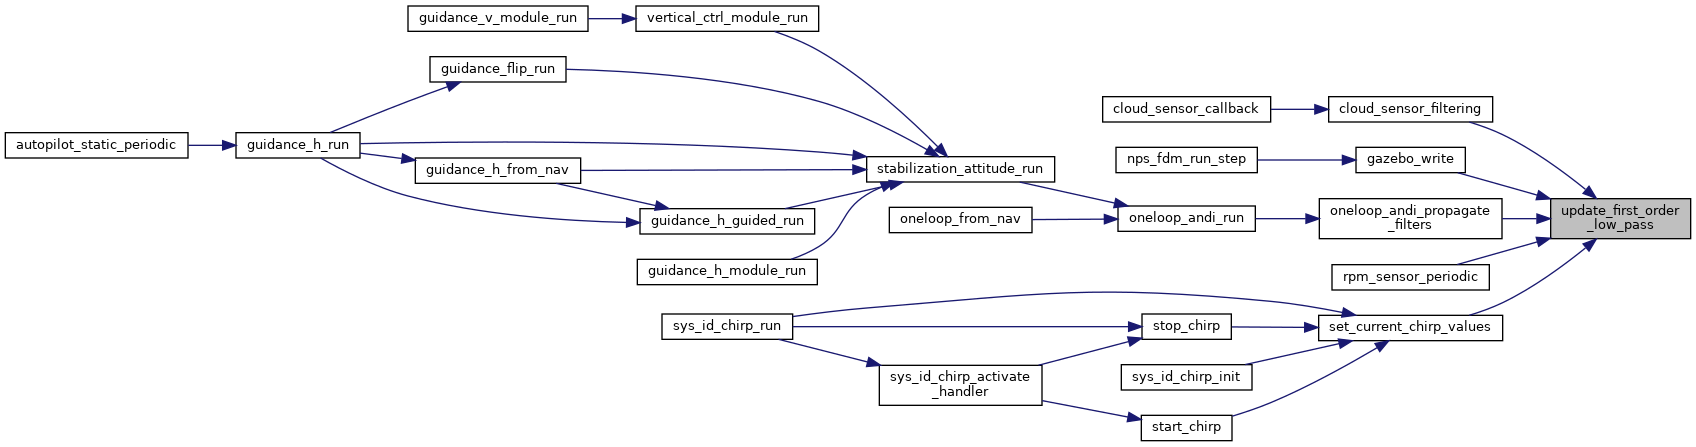 guidance_v_module_run
vertical_ctrl_module_run
guidance_flip_run
cloud_sensor_callback
cloud_sensor_filtering
autopilot_static_periodic
guidance_h_run
guidance_h_from_nav
stabilization_attitude_run
nps_fdm_run_step
gazebo_write
guidance_h_guided_run
oneloop_from_nav
oneloop_andi_run
oneloop_andi_propagate
_filters
update_first_order
_low_pass
guidance_h_module_run
rpm_sensor_periodic
sys_id_chirp_run
stop_chirp
set_current_chirp_values
sys_id_chirp_activate
_handler
sys_id_chirp_init
start_chirp